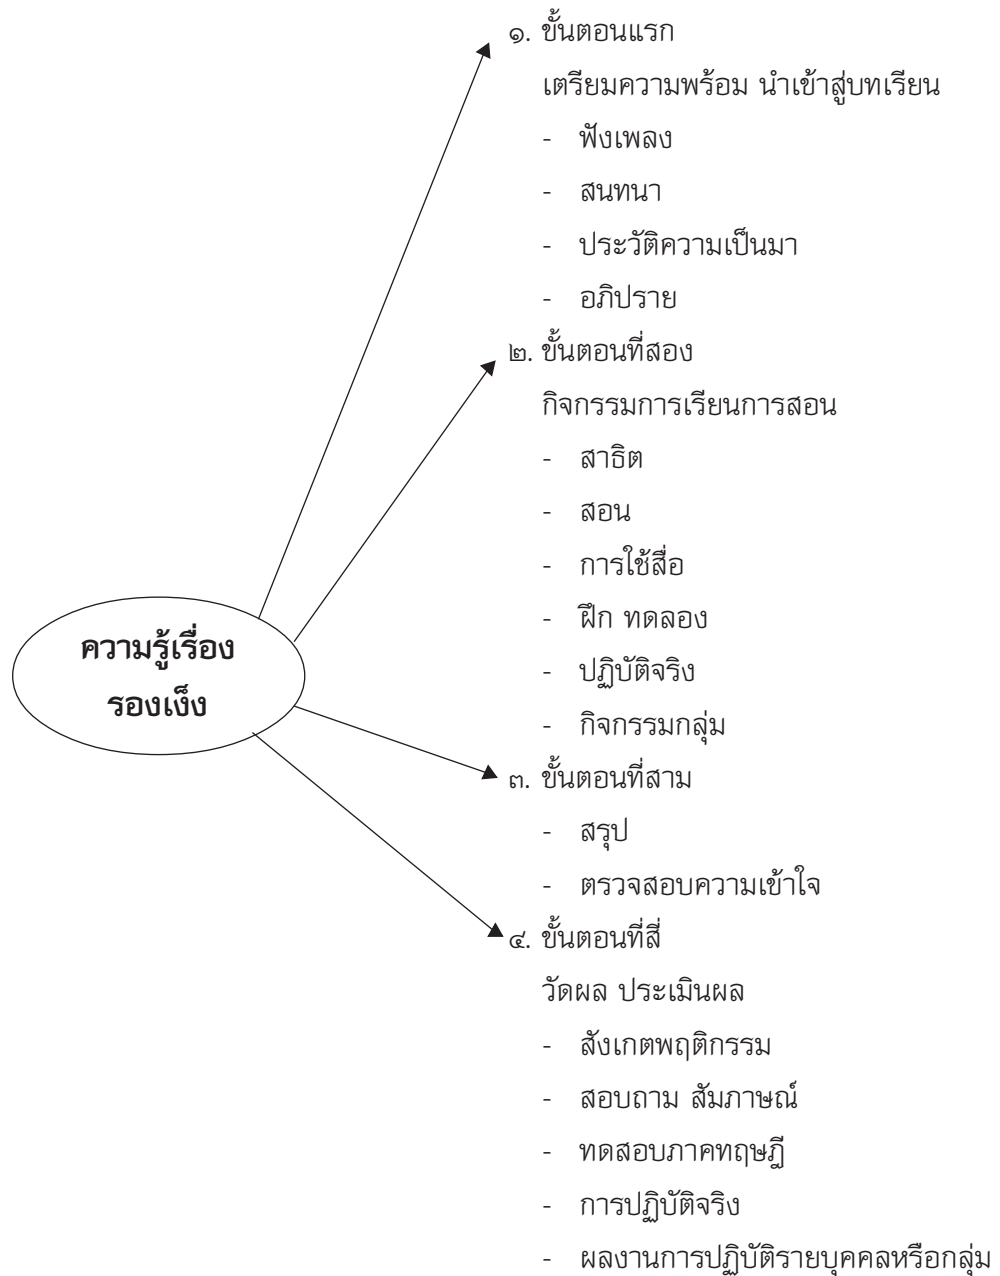 ๑. ขั้นตอนแรก
เตรียมความพร้อม นำเข้าสู่บทเรียน
- ฟังเพลง
- สนทนา
- ประวัติความเป็นมา
- อภิปราย
๒. ขั้นตอนที่สอง
กิจกรรมการเรียนการสอน
- สาธิต
- สอน
- การใช้สื่อ
- ฝึก ทดลอง
- ปฏิบัติจริง
- กิจกรรมกลุ่ม
ความรู้เรื่อง
รองเง็ง
๓. ขั้นตอนที่สาม
- สรุป
- ตรวจสอบความเข้าใจ
๔. ขั้นตอนที่สี่
วัดผล ประเมินผล
- สังเกตพฤติกรรม
- สอบถาม สัมภาษณ์
- ทดสอบภาคทฤษฎี
- การปฏิบัติจริง
- ผลงานการปฏิบัติรายบุคคลหรือกลุ่ม